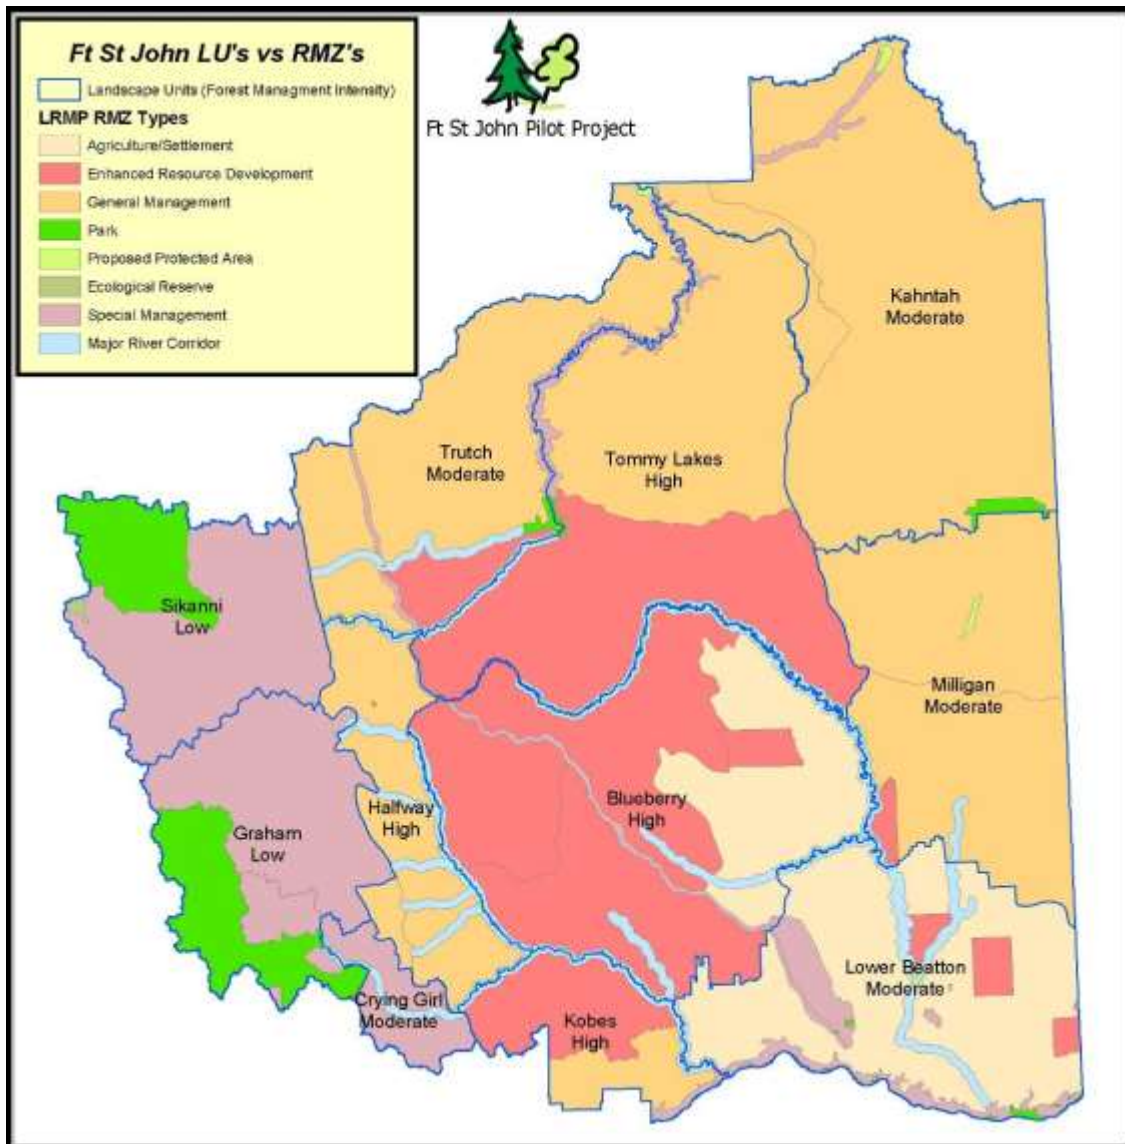 Ft St John LU's vs RMZ's
Landscape Units (Forest Managment Intensity)
LRMP RMZ Types
Agriculture/Settlement
Enhanced Resource Development
General Management
Park
Proposed Protected Area
Ecological Reserve
Special Management
Major River Corridor
Ft St John Pilot Project
Kahntah
Moderate
Trutch
Moderate
Tommy Lakes
High
Sikanni
Low
Milligan
Moderate
Halfway
High
Blueberry
High
Graham
Low
Lower Beatton
Moderate
Crying Girl
Moderate
Kobes
High